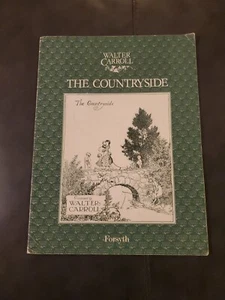 WALTER
CARROLL
THE COUNTRYSIDE
The Countryside
WALTER
CARROLL
Forsyth